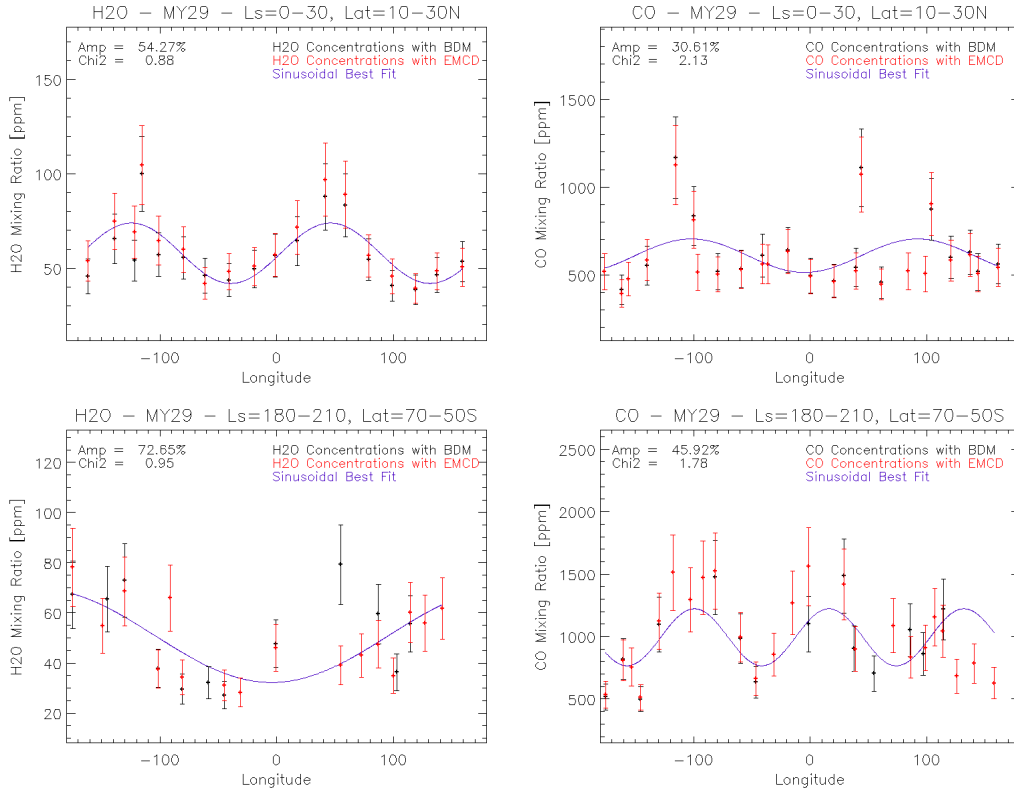 H2O − MY29 − Ls=0−30, Lat=10−30N
Amp = 54.27%
Chi2 = 0.88
H2O Concentrations with BDM
H2O Concentrations with EMCD
Sinusoidal Best Fit
H2O Mixing Ratio [ppm]
150
100
50
−100
0
100
Longitude
CO − MY29 − Ls=0−30, Lat=10−30N
Amp = 30.61%
Chi2 = 2.13
CO Concentrations with BDM
CO Concentrations with EMCD
Sinusoidal Best Fit
CO Mixing Ratio [ppm]
1500
1000
500
−100
0
100
Longitude
H2O − MY29 − Ls=180−210, Lat=70−50S
Amp = 72.65%
Chi2 = 0.95
H2O Concentrations with BDM
H2O Concentrations with EMCD
Sinusoidal Best Fit
H2O Mixing Ratio [ppm]
120
100
80
60
40
20
−100
0
100
Longitude
CO − MY29 − Ls=180−210, Lat=70−50S
Amp = 45.92%
Chi2 = 1.78
CO Concentrations with BDM
CO Concentrations with EMCD
Sinusoidal Best Fit
CO Mixing Ratio [ppm]
2500
2000
1500
1000
500
−100
0
100
Longitude